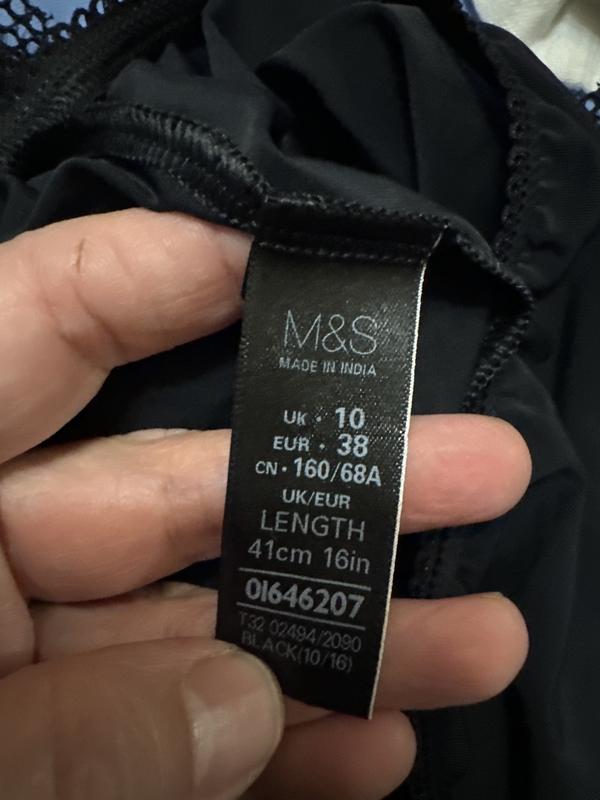 M&S
MADE IN INDIA
UK · 10
EUR · 38
CN · 160/68A
UK/EUR
LENGTH
41cm 16in
01646207
T32 02494/2090
BLACK(10/16)